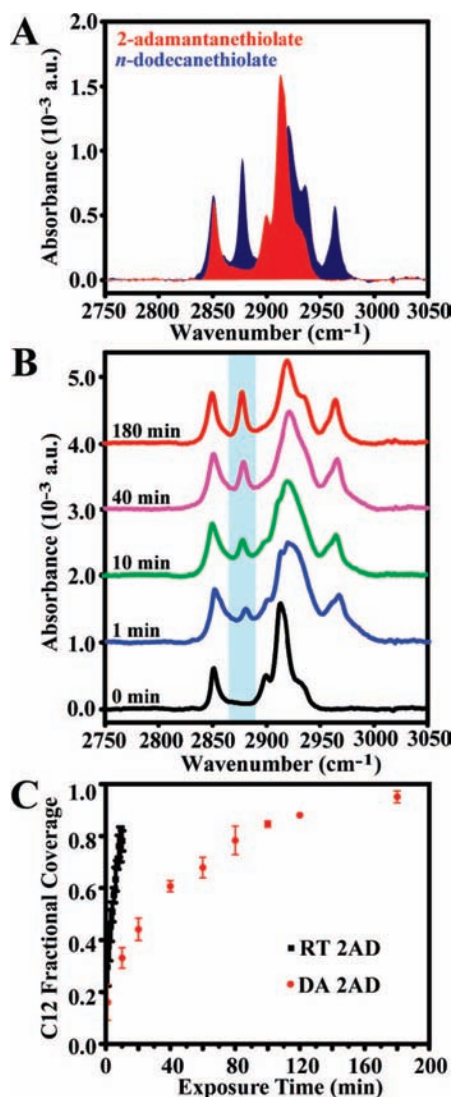 A
2-adamantanethiolate
n-dodecanethiolate
Absorbance (10⁻³ a.u.)
2.0
1.5
1.0
0.5
0.0
2750 2800 2850 2900 2950 3000 3050
Wavenumber (cm⁻¹)
B
Absorbance (10⁻³ a.u.)
5.0
4.0
3.0
2.0
1.0
0.0
180 min
40 min
10 min
1 min
0 min
2750 2800 2850 2900 2950 3000 3050
Wavenumber (cm⁻¹)
C
C12 Fractional Coverage
1.0
0.8
0.6
0.4
0.2
0.0
RT 2AD
DA 2AD
0 40 80 120 160 200
Exposure Time (min)